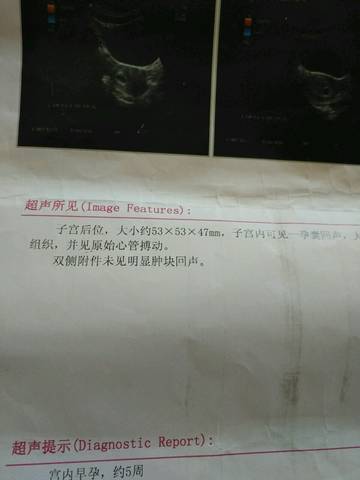 超声所见(Image Features):
子宫后位，大小约53×53×47mm，子宫内可见一孕囊回声，
组织，并见原始心管搏动。
双侧附件未见明显肿块回声。
超声提示(Diagnostic Report):
宫内早孕，约5周